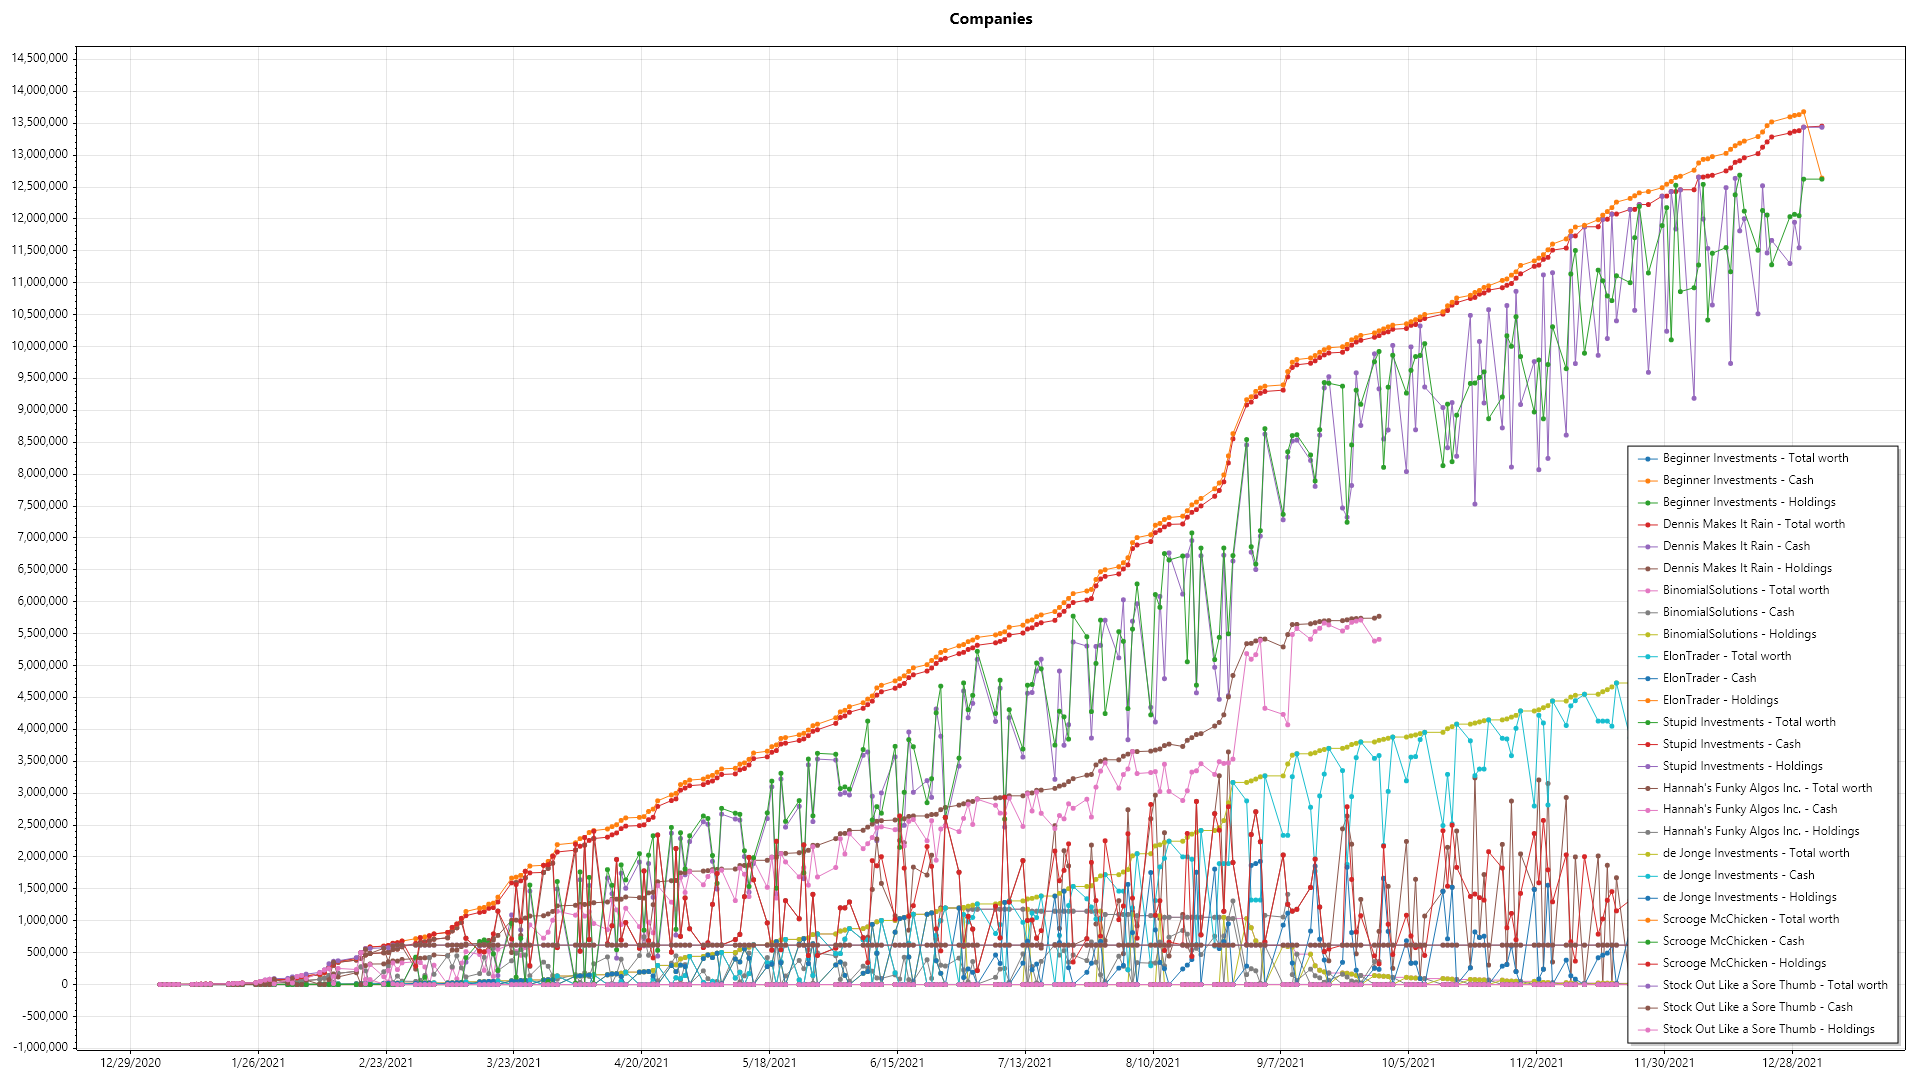 Companies
14,500,000
14,000,000
13,500,000
13,000,000
12,500,000
12,000,000
11,500,000
11,000,000
10,500,000
10,000,000
9,500,000
9,000,000
8,500,000
8,000,000
7,500,000
7,000,000
6,500,000
6,000,000
5,500,000
5,000,000
4,500,000
4,000,000
3,500,000
3,000,000
2,500,000
2,000,000
1,500,000
1,000,000
500,000
0
-500,000
-1,000,000
12/29/2020 1/26/2021 2/23/2021 3/23/2021 4/20/2021 5/18/2021 6/15/2021 7/13/2021 8/10/2021 9/7/2021 10/5/2021 11/2/2021 11/30/2021 12/28/2021
Beginner Investments - Total worth
Beginner Investments - Cash
Beginner Investments - Holdings
Dennis Makes It Rain - Total worth
Dennis Makes It Rain - Cash
Dennis Makes It Rain - Holdings
BinomialSolutions - Total worth
BinomialSolutions - Cash
BinomialSolutions - Holdings
ElonTrader - Total worth
ElonTrader - Cash
ElonTrader - Holdings
Stupid Investments - Total worth
Stupid Investments - Cash
Stupid Investments - Holdings
Hannah's Funky Algos Inc. - Total worth
Hannah's Funky Algos Inc. - Cash
Hannah's Funky Algos Inc. - Holdings
de Jonge Investments - Total worth
de Jonge Investments - Cash
de Jonge Investments - Holdings
Scrooge McChicken - Total worth
Scrooge McChicken - Cash
Scrooge McChicken - Holdings
Stock Out Like a Sore Thumb - Total worth
Stock Out Like a Sore Thumb - Cash
Stock Out Like a Sore Thumb - Holdings